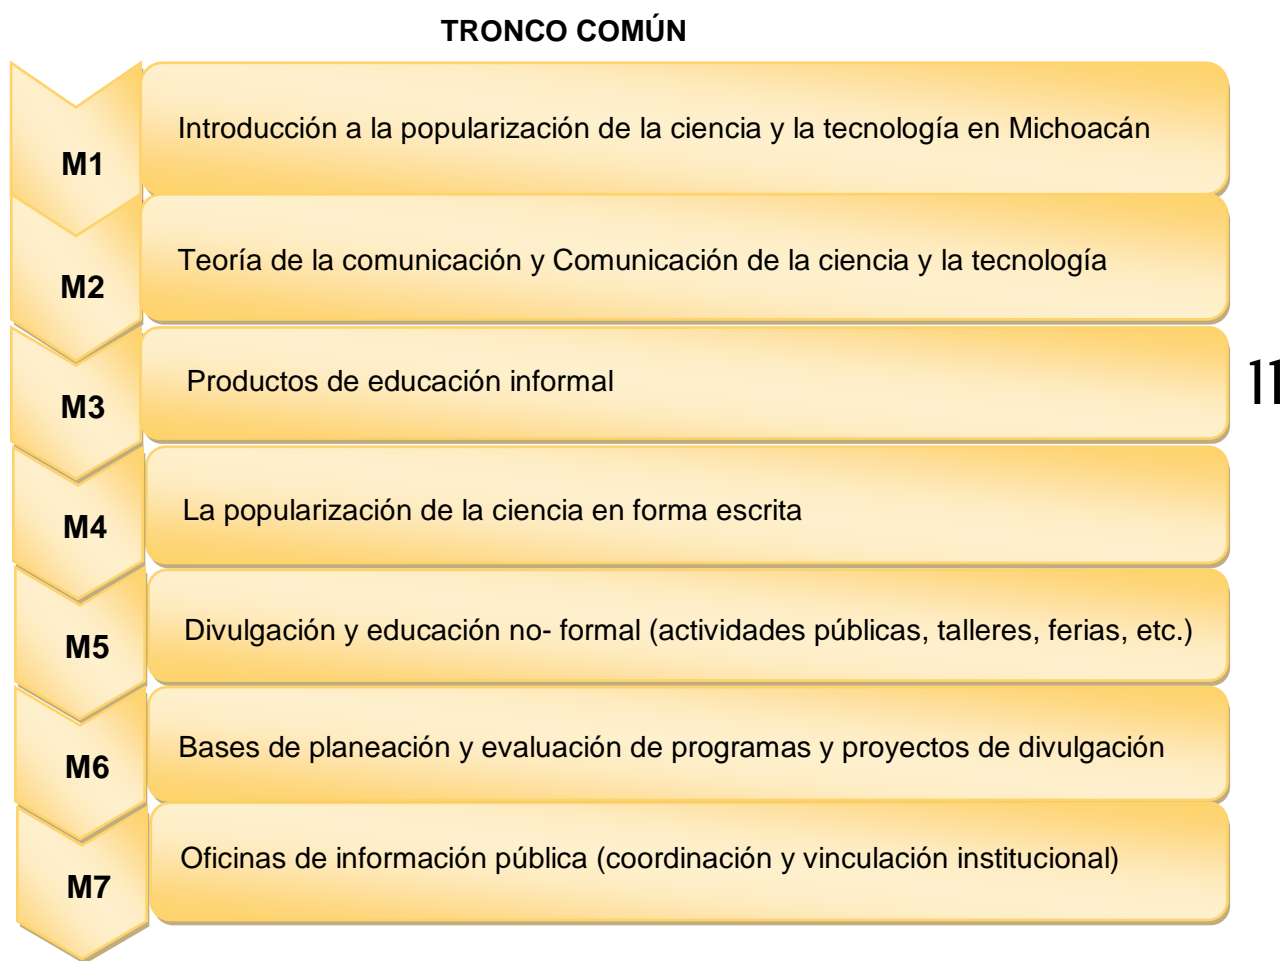 TRONCO COMÚN
M1
Introducción a la popularización de la ciencia y la tecnología en Michoacán
M2
Teoría de la comunicación y Comunicación de la ciencia y la tecnología
M3
Productos de educación informal
11
M4
La popularización de la ciencia en forma escrita
M5
Divulgación y educación no- formal (actividades públicas, talleres, ferias, etc.)
M6
Bases de planeación y evaluación de programas y proyectos de divulgación
M7
Oficinas de información pública (coordinación y vinculación institucional)